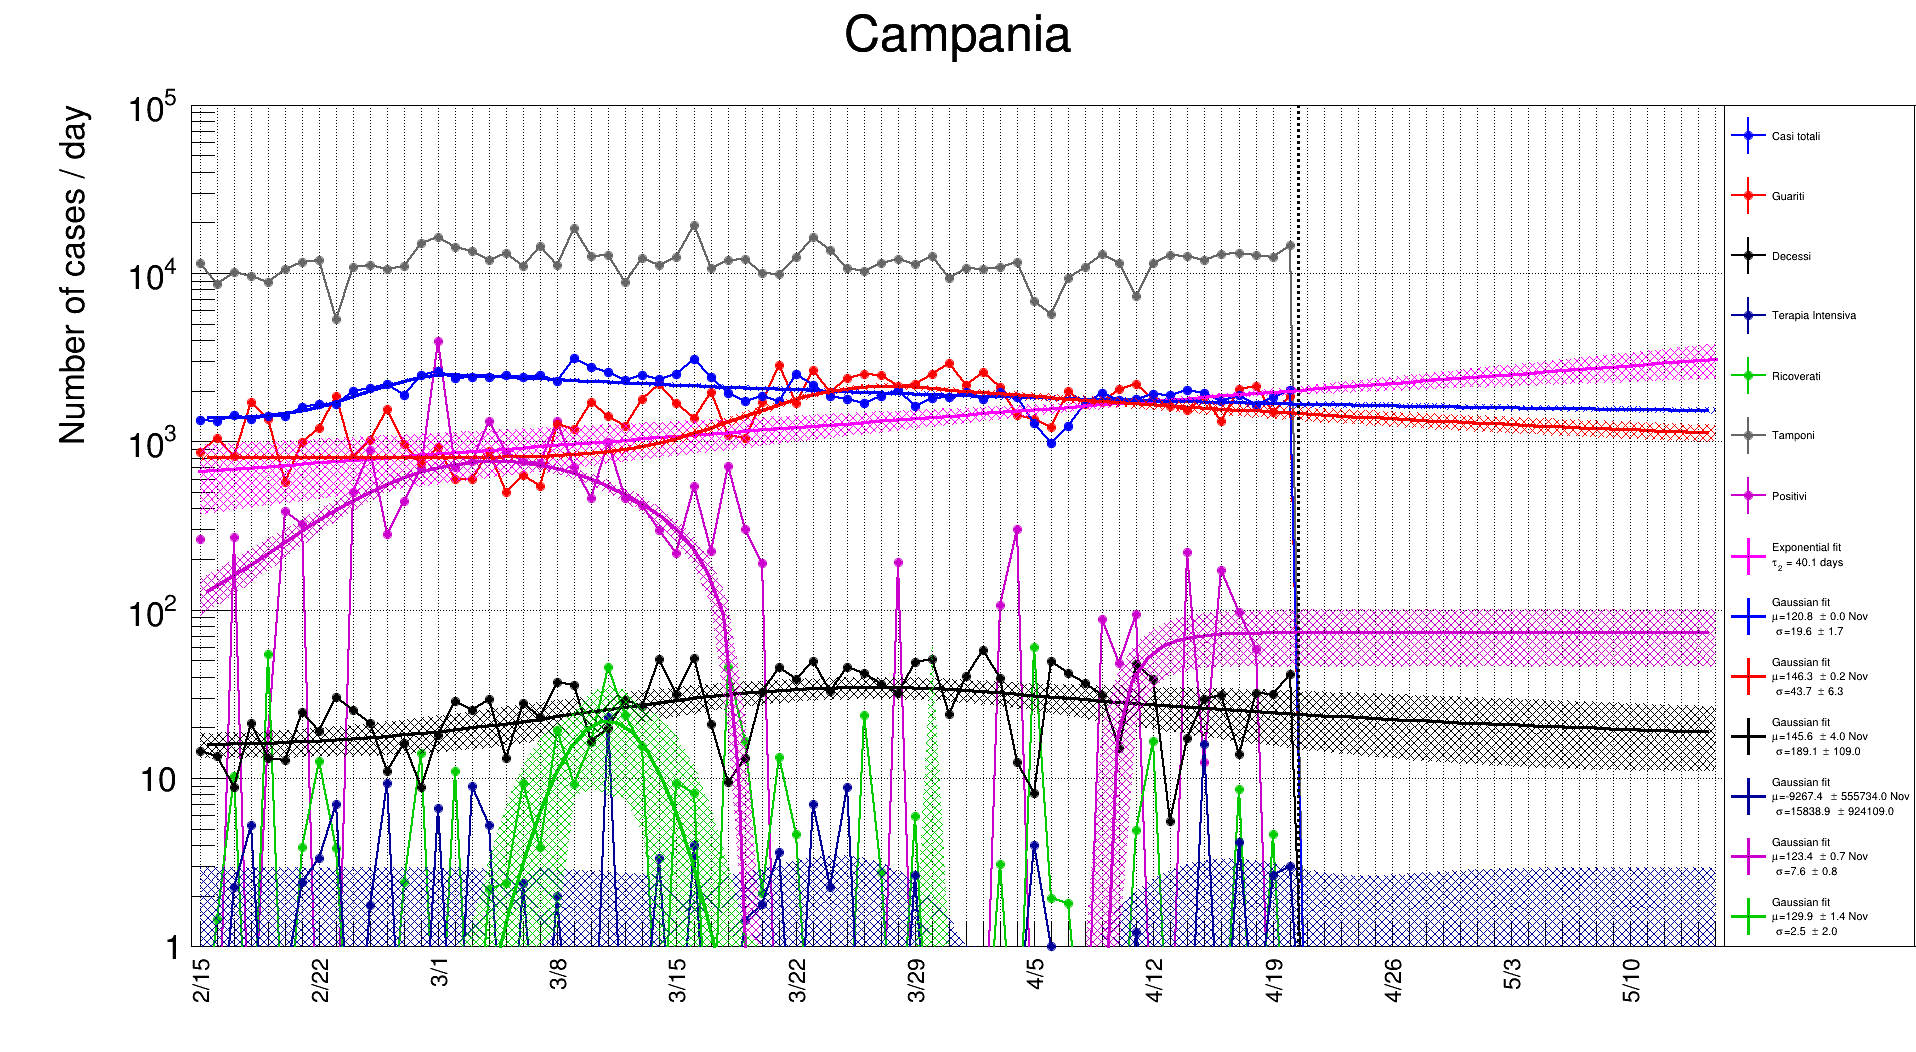 Campania
Number of cases / day
10^5
10^4
10^3
10^2
10
1
2/15
2/22
3/1
3/8
3/15
3/22
3/29
4/5
4/12
4/19
4/26
5/3
5/10
Casi totali
Guariti
Decessi
Terapia Intensiva
Ricoverati
Tamponi
Positivi
Exponential fit
τ_2 = 40.1 days
Gaussian fit
μ=120.8 ± 0.0 Nov
σ=19.6 ± 1.7
Gaussian fit
μ=146.3 ± 0.2 Nov
σ=43.7 ± 6.3
Gaussian fit
μ=145.6 ± 4.0 Nov
σ=189.1 ± 109.0
Gaussian fit
μ=-9267.4 ± 555734.0 Nov
σ=15838.9 ± 924109.0
Gaussian fit
μ=123.4 ± 0.7 Nov
σ=7.6 ± 0.8
Gaussian fit
μ=129.9 ± 1.4 Nov
σ=2.5 ± 2.0